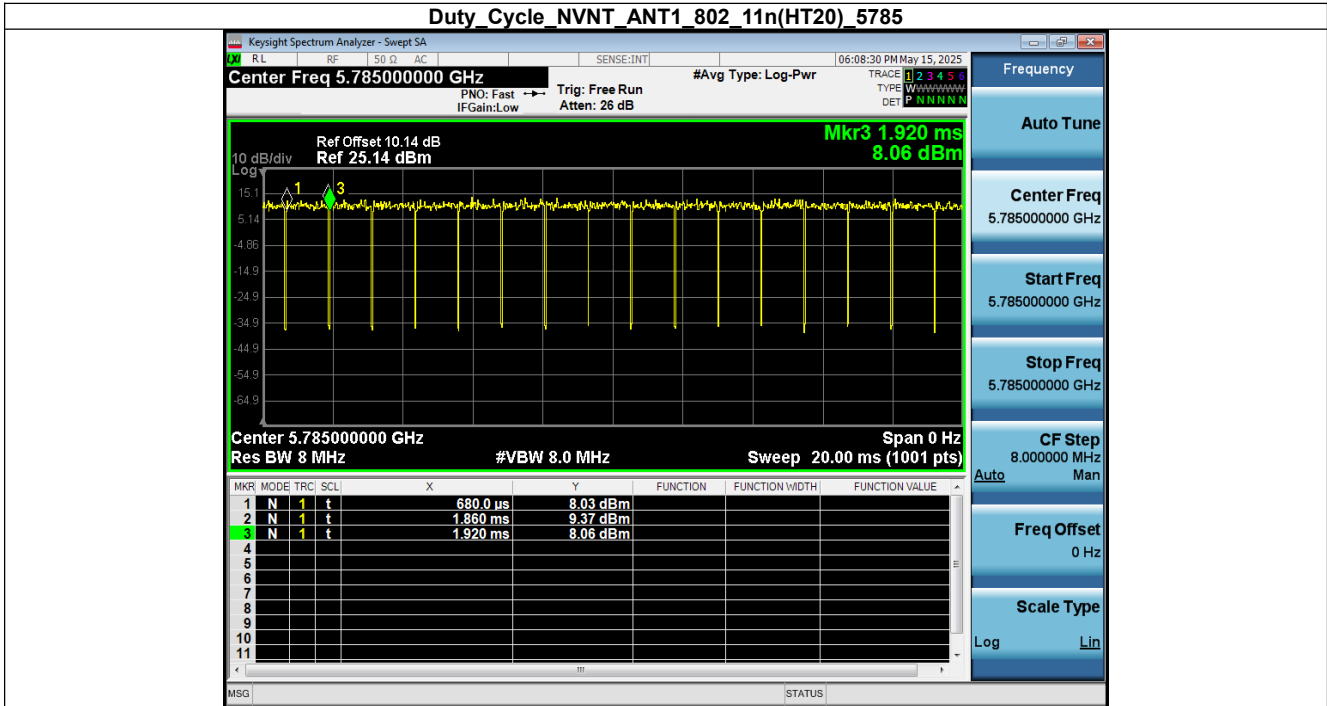 Duty_Cycle_NVNT_ANT1_802_11n(HT20)_5785
Keysight Spectrum Analyzer - Swept SA
LXI RL RF 50 Ω AC SENSE:INT 06:08:30 PM May 15, 2025
Center Freq 5.785000000 GHz #Avg Type: Log-Pwr TRACE 1 2 3 4 5 6
PNO: Fast Trig: Free Run TYPE WWWWWW
IFGain:Low Atten: 26 dB DET P N N N N N
Frequency
Mkr3 1.920 ms
8.06 dBm
Ref Offset 10.14 dB
10 dB/div Ref 25.14 dBm
Log
15.1
5.14
-4.86
-14.9
-24.9
-34.9
-44.9
-54.9
-64.9
1 3
Center 5.785000000 GHz Span 0 Hz
Res BW 8 MHz #VBW 8.0 MHz Sweep 20.00 ms (1001 pts)
MKR MODE TRC SCL X Y FUNCTION FUNCTION WIDTH FUNCTION VALUE
1 N 1 t 680.0 µs 8.03 dBm
2 N 1 t 1.860 ms 9.37 dBm
3 N 1 t 1.920 ms 8.06 dBm
4
5
6
7
8
9
10
11
MSG STATUS
Auto Tune
Center Freq
5.785000000 GHz
Start Freq
5.785000000 GHz
Stop Freq
5.785000000 GHz
CF Step
8.000000 MHz
Auto Man
Freq Offset
0 Hz
Scale Type
Log Lin